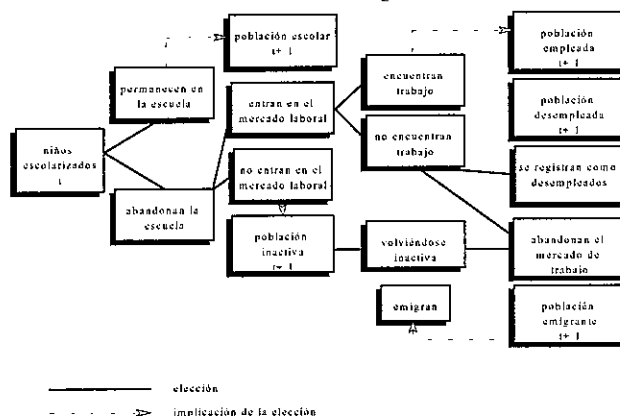 población escolar
t+ 1
permanecen en
la escuela
niños
escolarizados
t
abandonan la
escuela
entran en el
mercado laboral
no entran en el
mercado laboral
población
inactiva
t+ 1
encuentran
trabajo
no encuentran
trabajo
volviéndose
inactiva
emigran
población
empleada
t+ 1
población
desempleada
t+ 1
se registran como
desempleados
abandonan el
mercado de
trabajo
población
emigrante
t+ 1
elección
implicación de la elección